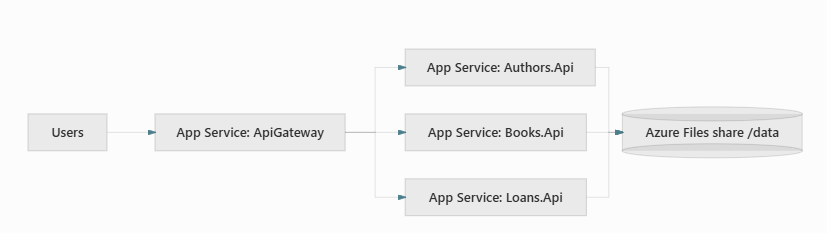 Users
App Service: ApiGateway
App Service: Authors.Api
App Service: Books.Api
App Service: Loans.Api
Azure Files share /data